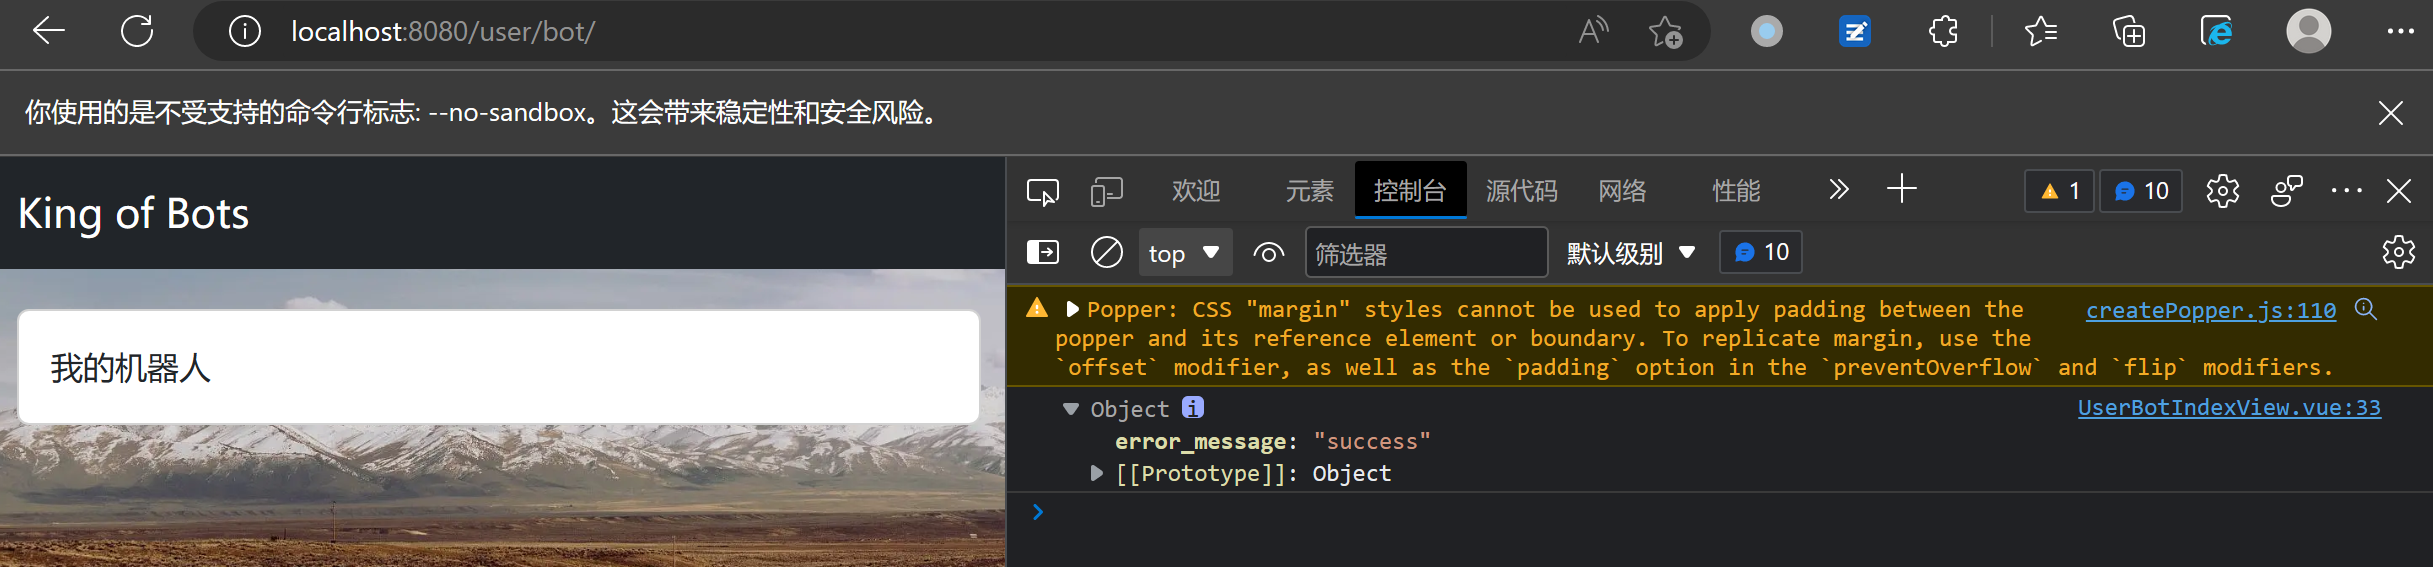 localhost:8080/user/bot/
你使用的是不受支持的命令行标志: --no-sandbox。这会带来稳定性和安全风险。
King of Bots
我的机器人
欢迎 元素 控制台 源代码 网络 性能 1 10
top 筛选器 默认级别 10
Popper: CSS "margin" styles cannot be used to apply padding between the createPopper.js:110
popper and its reference element or boundary. To replicate margin, use the
`offset` modifier, as well as the `padding` option in the `preventOverflow` and `flip` modifiers.
Object i UserBotIndexView.vue:33
error_message: "success"
[[Prototype]]: Object